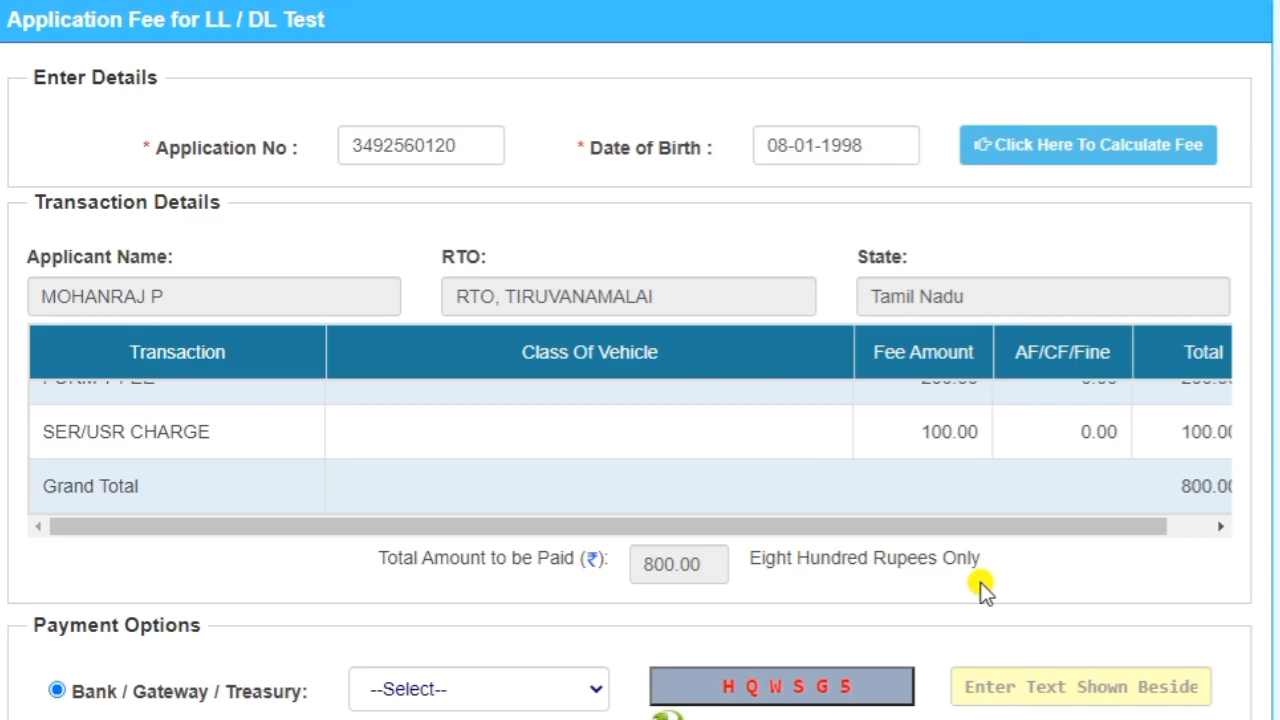 Application Fee for LL / DL Test
Enter Details
* Application No : 3492560120 * Date of Birth : 08-01-1998 Click Here To Calculate Fee
Transaction Details
Applicant Name: RTO: State:
MOHANRAJ P RTO, TIRUVANAMALAI Tamil Nadu
Transaction Class Of Vehicle Fee Amount AF/CF/Fine Total
SER/USR CHARGE 100.00 0.00 100.00
Grand Total 800.00
Total Amount to be Paid (₹): 800.00 Eight Hundred Rupees Only
Payment Options
Bank / Gateway / Treasury: --Select-- HQWSG5 Enter Text Shown Beside